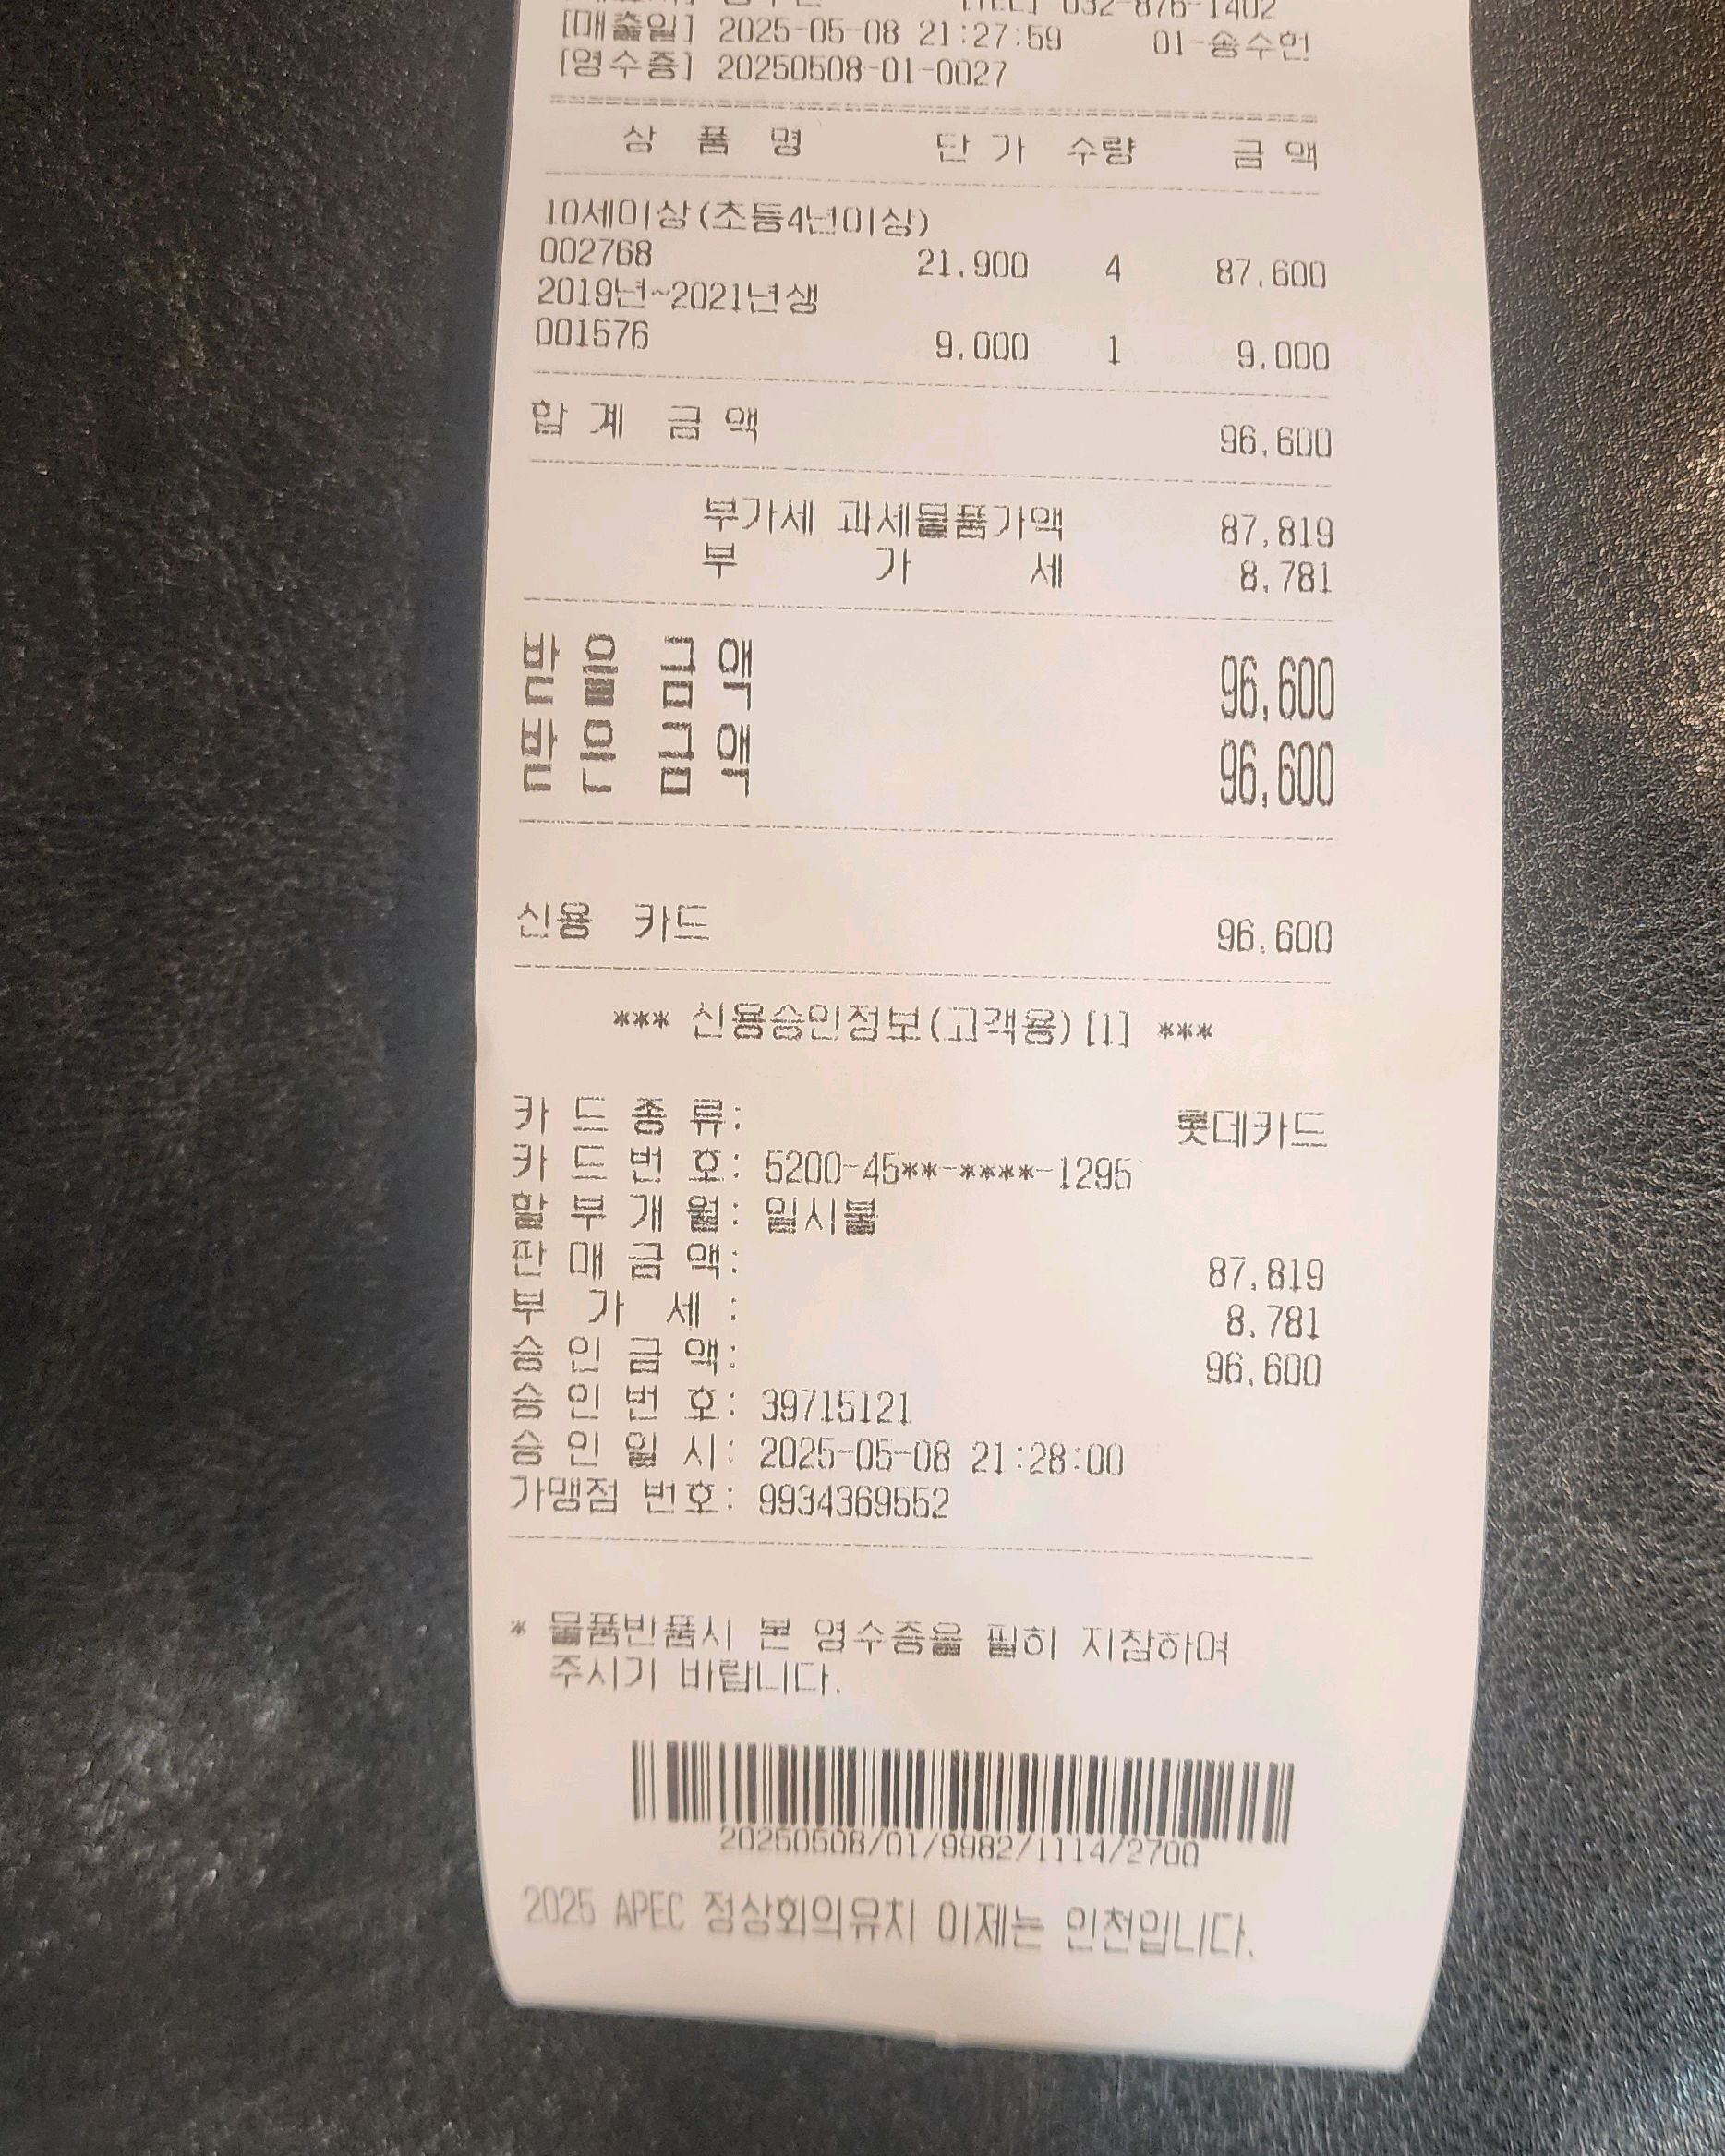 [TEL] 032-876-1402
[매출일] 2025-05-08 21:27:59 01-송수헌
[영수증] 20250508-01-0027
상 품 명 단 가 수량 금 액
10세이상(초등4년이상)
002768 21,900 4 87,600
2019년~2021년생
001576 9,000 1 9,000
합 계 금 액 96,600
부가세 과세물품가액 87,819
부 가 세 8,781
받 을 금 액 96,600
받 은 금 액 96,600
신용 카드 96,600
*** 신용승인정보(고객용)[1] ***
카 드 종 류: 롯데카드
카 드 번 호: 5200-45**-****-1295
할 부 개 월: 일시불
판 매 금 액: 87,819
부 가 세 : 8,781
승 인 금 액: 96,600
승 인 번 호: 39715121
승 인 일 시: 2025-05-08 21:28:00
가맹점 번호: 9934369552
* 물품반품시 본 영수증을 필히 지참하여
주시기 바랍니다.
20250508/01/9982/1114/2700
2025 APEC 정상회의유치 이제는 인천입니다.